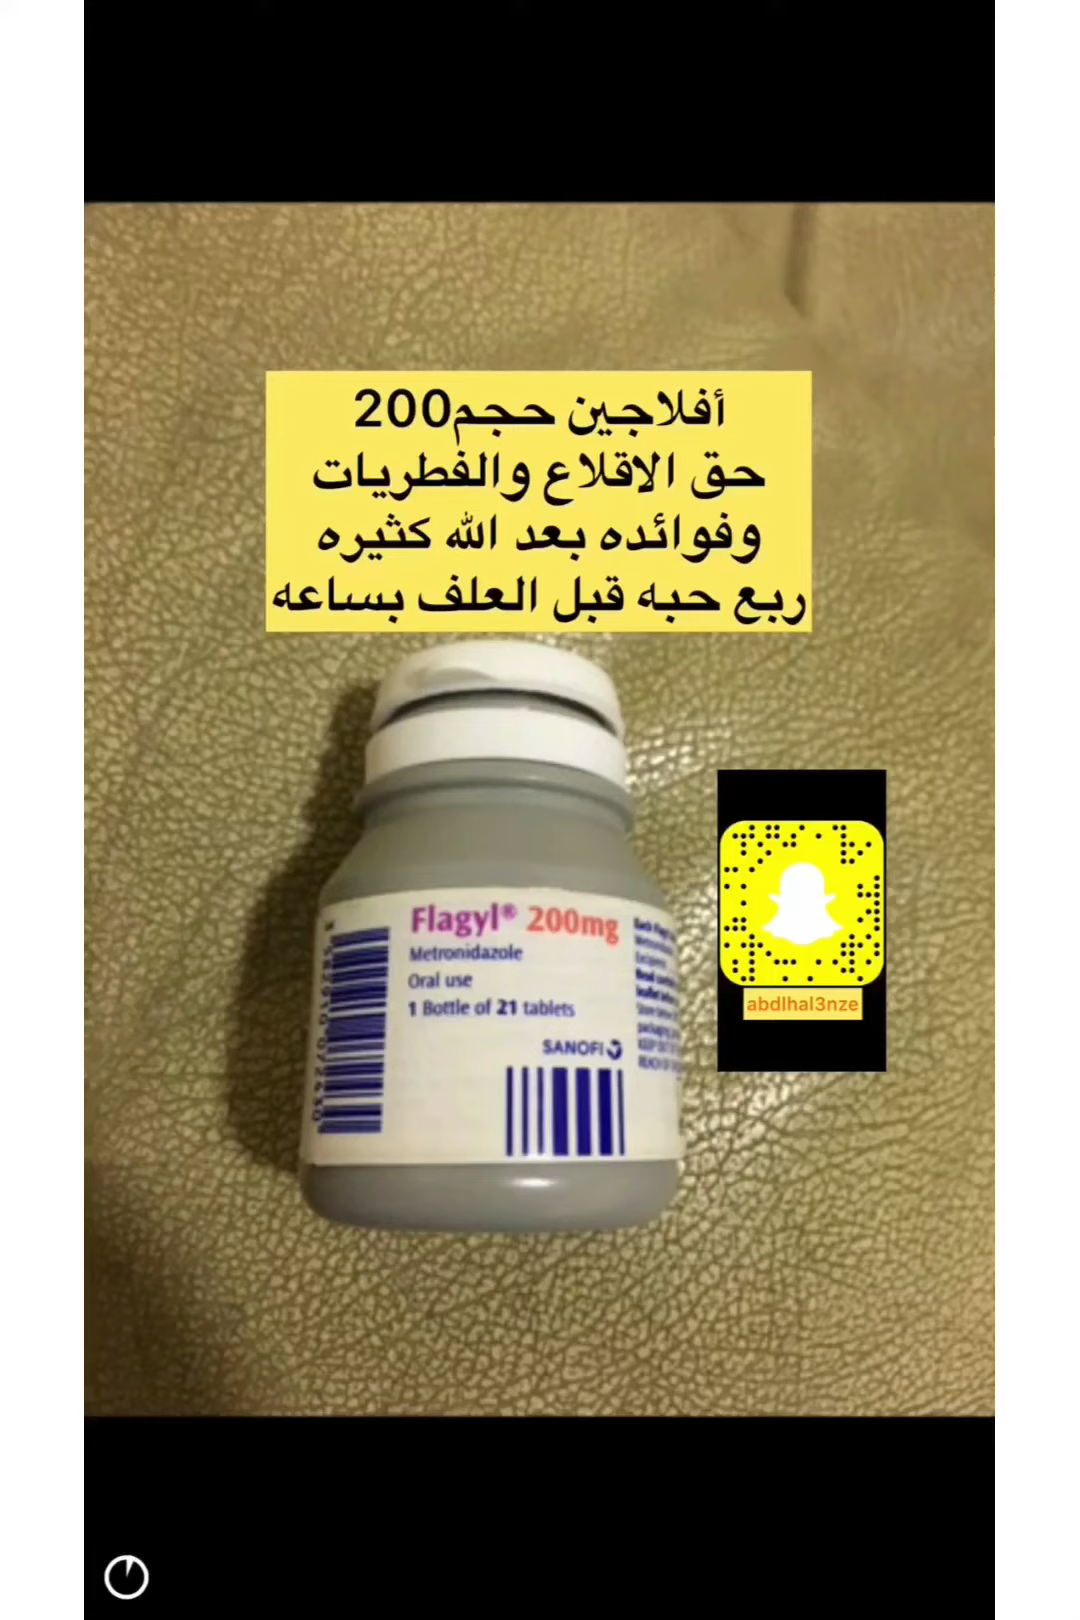 أفلاجين حجم200
حق الاقلاع والفطريات
وفوائده بعد الله كثيره
ربع حبه قبل العلف بساعه
Flagyl® 200mg
Metronidazole
Oral use
1 Bottle of 21 tablets
SANOFI
abdlhal3nze